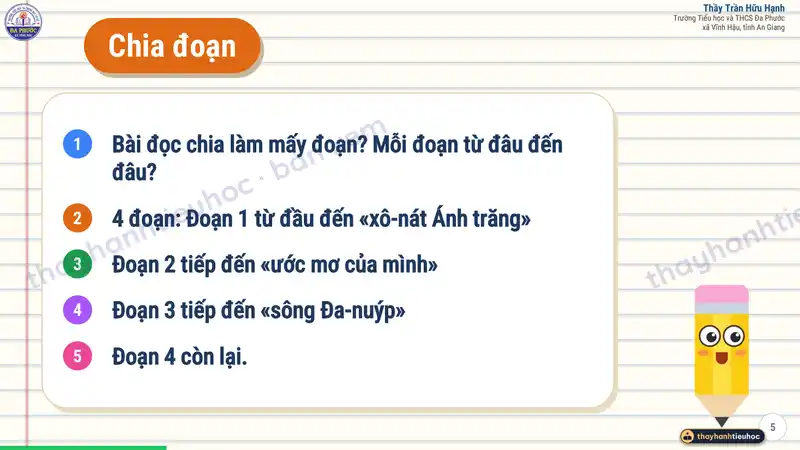 Thầy Trần Hữu Hạnh
Trường Tiểu học và THCS Đa Phước
xã Vĩnh Hậu, tỉnh An Giang
ĐA PHƯỚC
Chia đoạn
1 Bài đọc chia làm mấy đoạn? Mỗi đoạn từ đâu đến
đâu?
2 4 đoạn: Đoạn 1 từ đầu đến «xô-nát Ánh trăng»
3 Đoạn 2 tiếp đến «ước mơ của mình»
4 Đoạn 3 tiếp đến «sông Đa-nuýp»
5 Đoạn 4 còn lại.
thayhanhtieuhoc
5